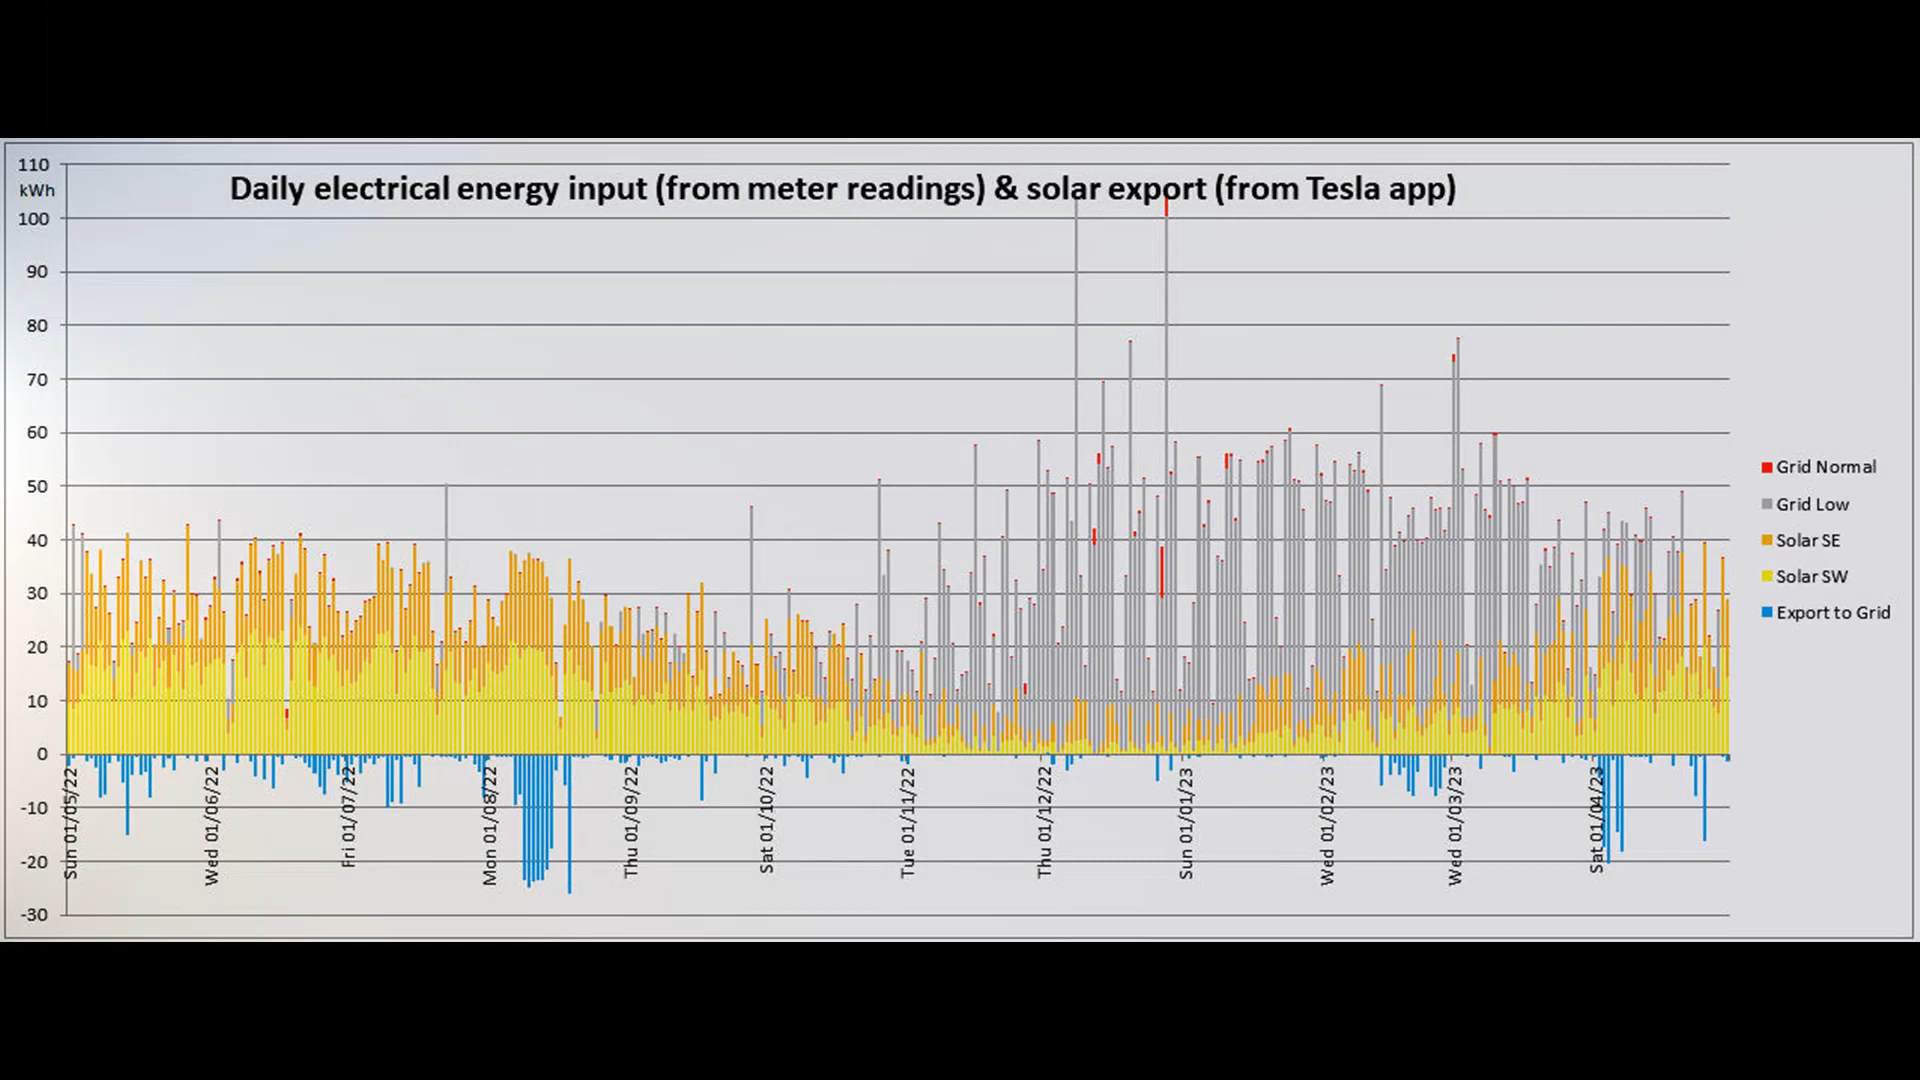 Daily electrical energy input (from meter readings) & solar export (from Tesla app)
110
kWh
100
90
80
70
60
50
40
30
20
10
0
-10
-20
-30
Sun 01/05/22
Wed 01/06/22
Fri 01/07/22
Mon 01/08/22
Thu 01/09/22
Sat 01/10/22
Tue 01/11/22
Thu 01/12/22
Sun 01/01/23
Wed 01/02/23
Wed 01/03/23
Sat 01/04/23
Grid Normal
Grid Low
Solar SE
Solar SW
Export to Grid